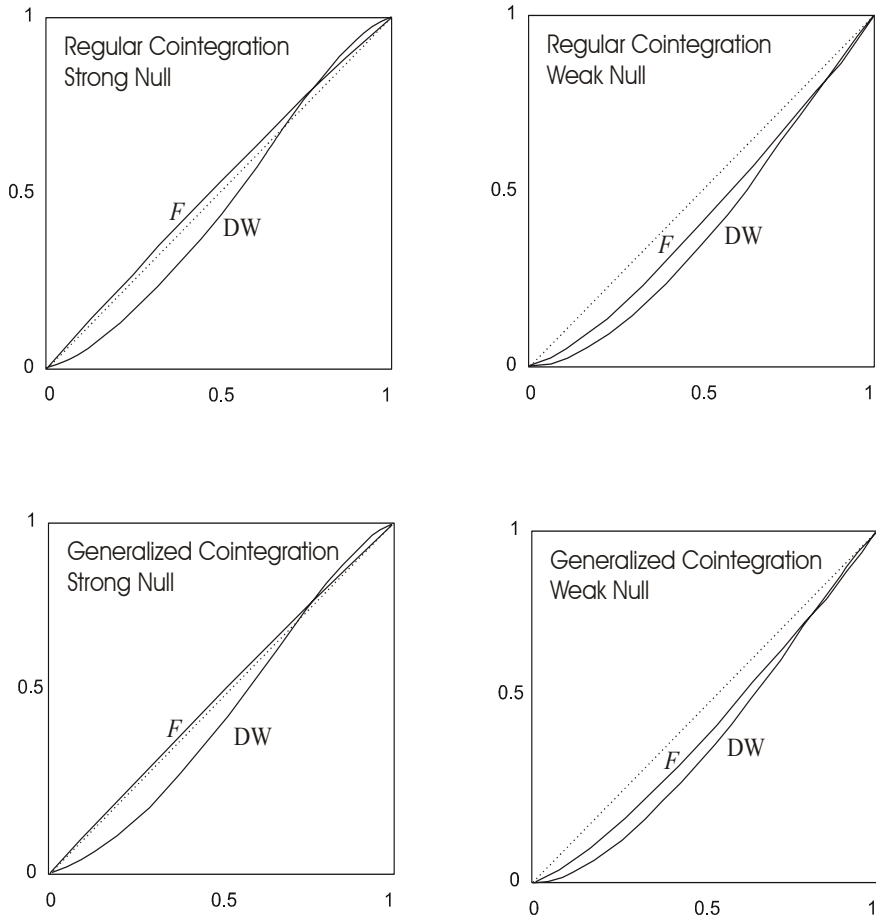 1
Regular Cointegration
Strong Null
0.5
F
DW
0
0
0.5
1
1
Regular Cointegration
Weak Null
0.5
F
DW
0
0
0.5
1
1
Generalized Cointegration
Strong Null
0.5
F
DW
0
0
0.5
1
1
Generalized Cointegration
Weak Null
0.5
F
DW
0
0
0.5
1